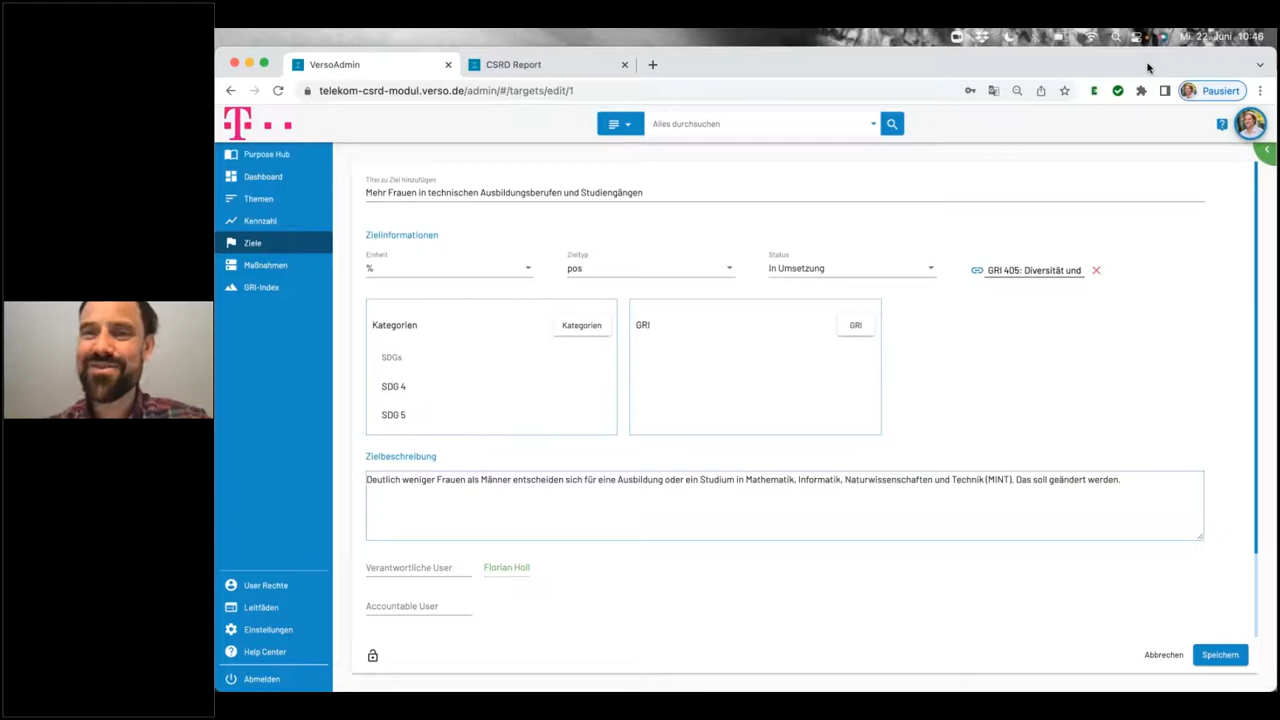 Mi. 22. Juni 10:46
VersoAdmin
CSRD Report
telekom-csrd-modul.verso.de/admin/#/targets/edit/1
Pausiert
T
Alles durchsuchen
Purpose Hub
Dashboard
Themen
Kennzahl
Ziele
Maßnahmen
GRI-Index
User Rechte
Leitfäden
Einstellungen
Help Center
Abmelden
Titel zu Ziel hinzufügen
Mehr Frauen in technischen Ausbildungsberufen und Studiengängen
Zielinformationen
Einheit
%
Zieltyp
pos
Status
In Umsetzung
GRI 405: Diversität und
Kategorien
Kategorien
SDGs
SDG 4
SDG 5
GRI
GRI
Zielbeschreibung
Deutlich weniger Frauen als Männer entscheiden sich für eine Ausbildung oder ein Studium in Mathematik, Informatik, Naturwissenschaften und Technik (MINT). Das soll geändert werden.
Verantwortliche User
Florian Holl
Accountable User
Abbrechen
Speichern